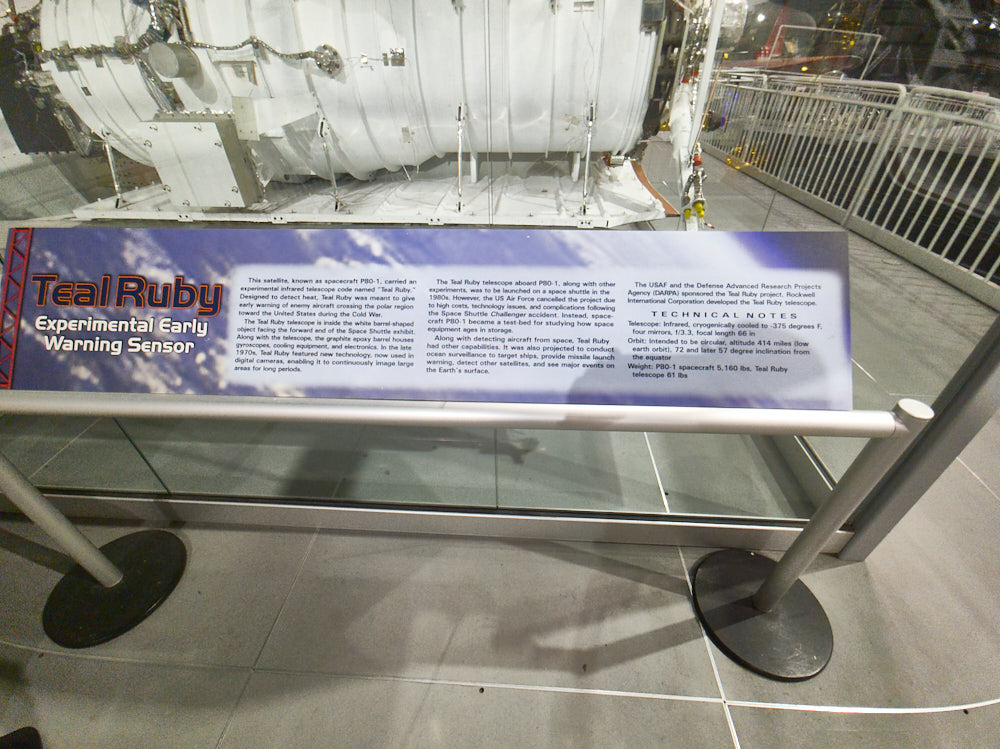 Teal Ruby
Experimental Early
Warning Sensor
This satellite, known as spacecraft P80-1, carried an
experimental infrared telescope code named "Teal Ruby."
Designed to detect heat, Teal Ruby was meant to give
early warning of enemy aircraft crossing the polar region
toward the United States during the Cold War.
The Teal Ruby telescope is inside the white barrel-shaped
object facing the forward end of the Space Shuttle exhibit.
Along with the telescope, the graphite epoxy barrel houses
gyroscopes, cooling equipment, and electronics. In the late
1970s, Teal Ruby featured new technology, now used in
digital cameras, enabling it to continuously image large
areas for long periods.
The Teal Ruby telescope aboard P80-1, along with other
experiments, was to be launched on a space shuttle in the
1980s. However, the US Air Force cancelled the project due
to high costs, technology issues, and complications following
the Space Shuttle Challenger accident. Instead, space-
craft P80-1 became a test-bed for studying how space
equipment ages in storage.
Along with detecting aircraft from space, Teal Ruby
had other capabilities. It was also projected to conduct
ocean surveillance to target ships, provide missile launch
warning, detect other satellites, and see major events on
the Earth's surface.
The USAF and the Defense Advanced Research Projects
Agency (DARPA) sponsored the Teal Ruby project. Rockwell
International Corporation developed the Teal Ruby telescope.
TECHNICAL NOTES
Telescope: Infrared, cryogenically cooled to -375 degrees F,
four mirrors, f/3.3, focal length 66 in
Orbit: Intended to be circular, altitude 414 miles (low
earth orbit), 72 and later 57 degree inclination from
the equator
Weight: P80-1 spacecraft 5,160 lbs, Teal Ruby
telescope 61 lbs